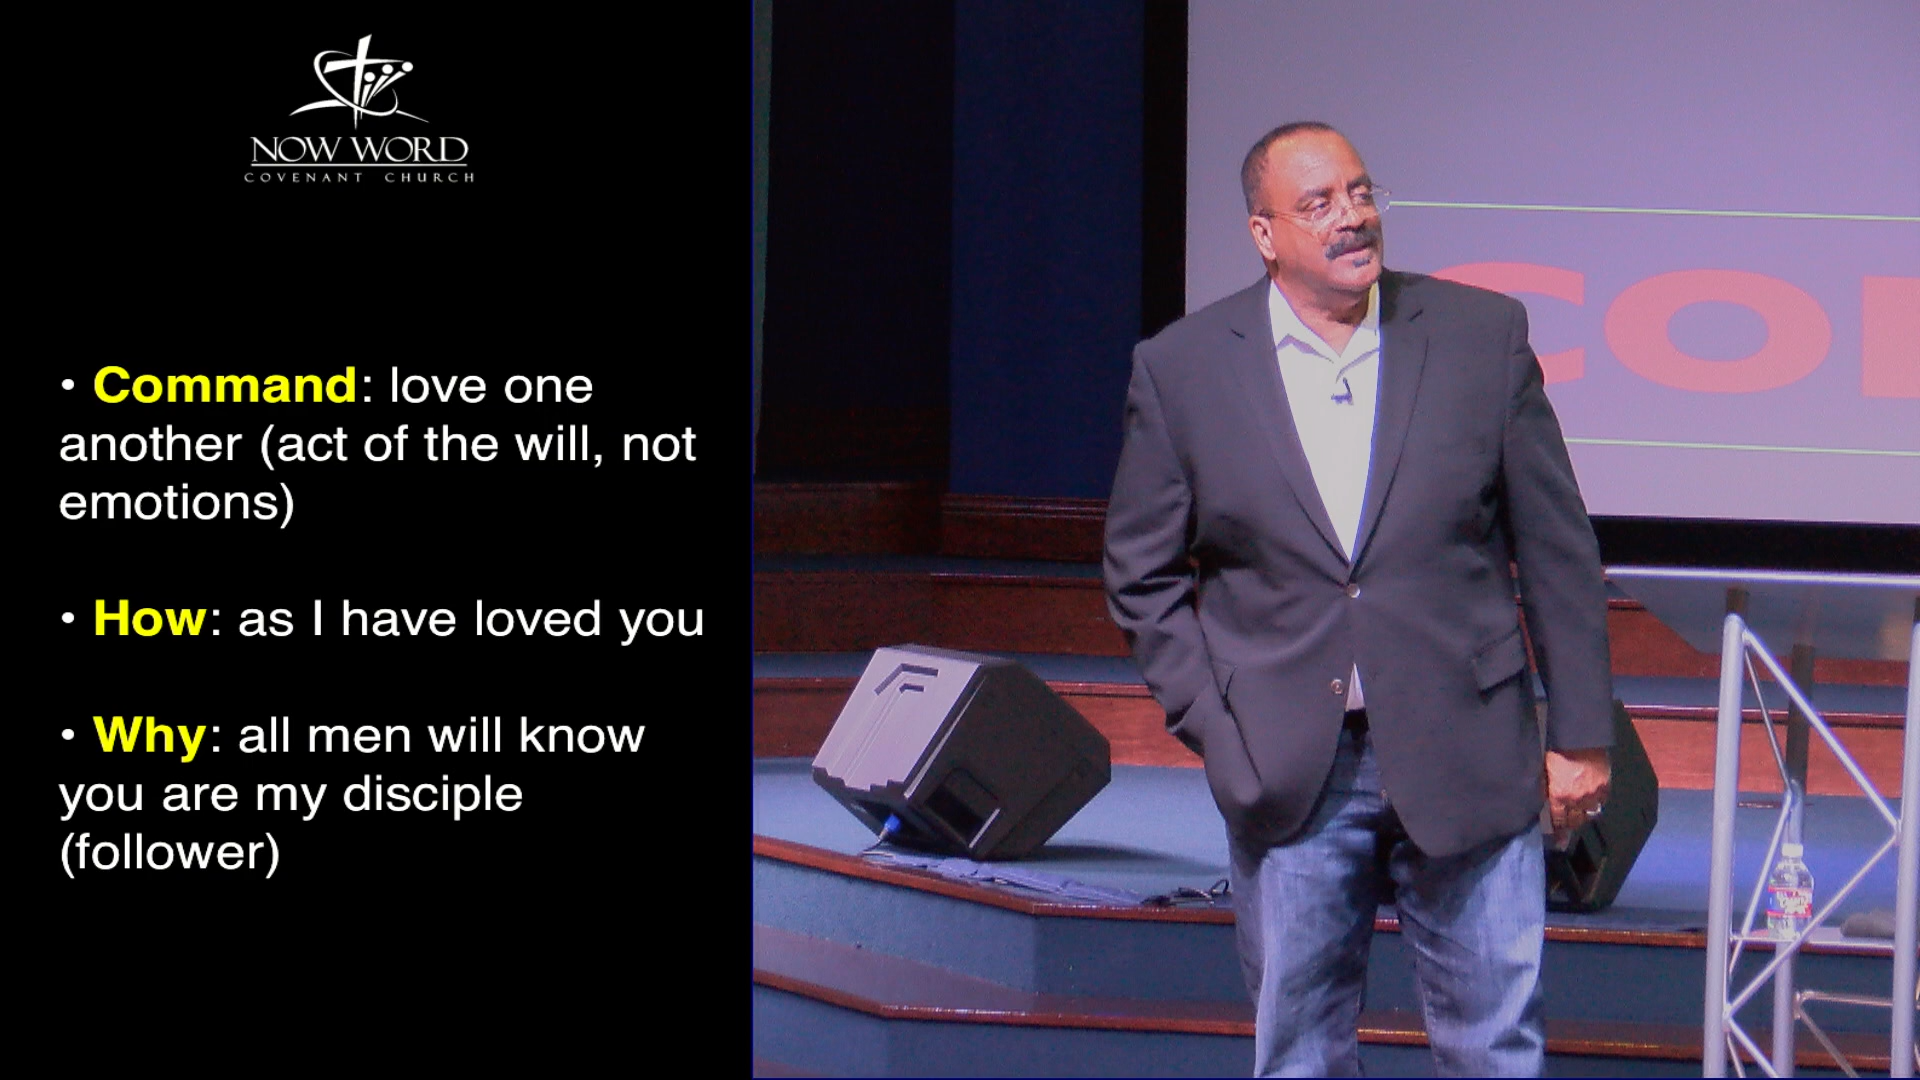 NOW WORD
COVENANT CHURCH
• Command: love one
another (act of the will, not
emotions)
• How: as I have loved you
• Why: all men will know
you are my disciple
(follower)
CO